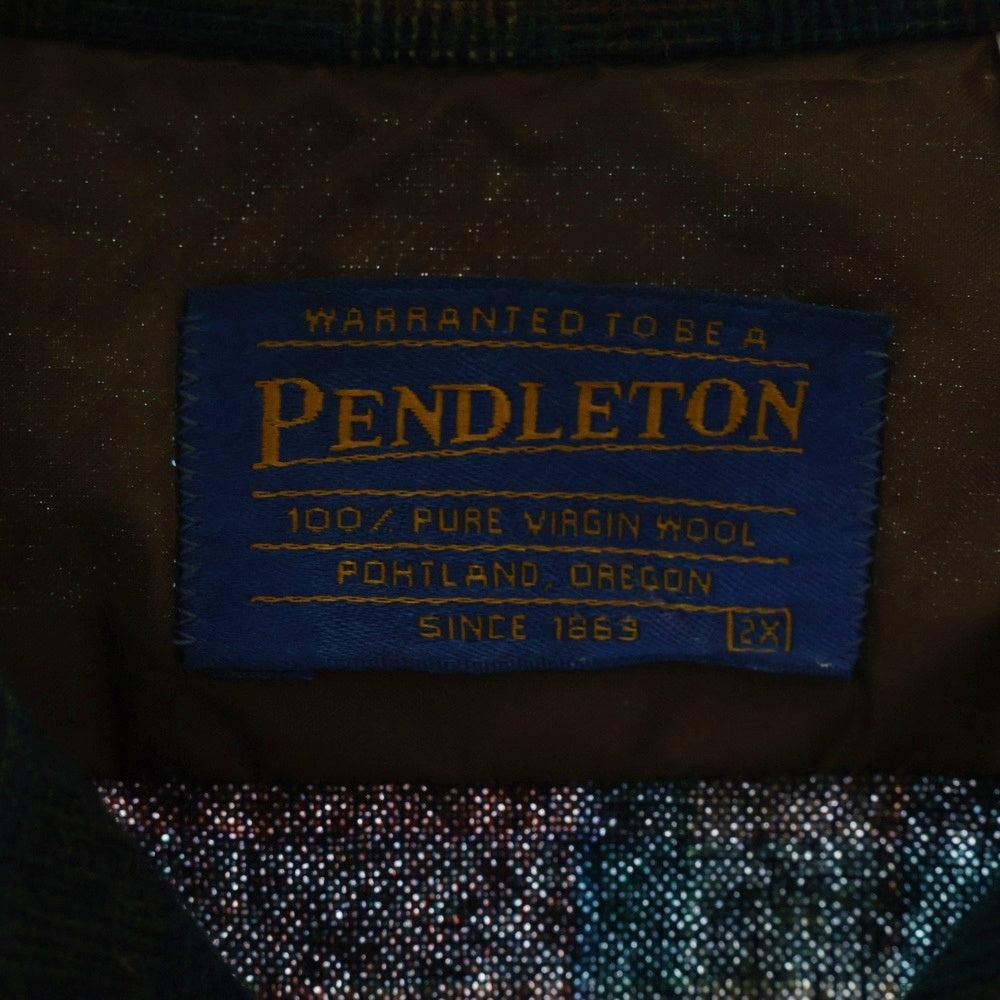 WARRANTED TO BE A
PENDLETON
100% PURE VIRGIN WOOL
PORTLAND, OREGON
SINCE 1863
2X